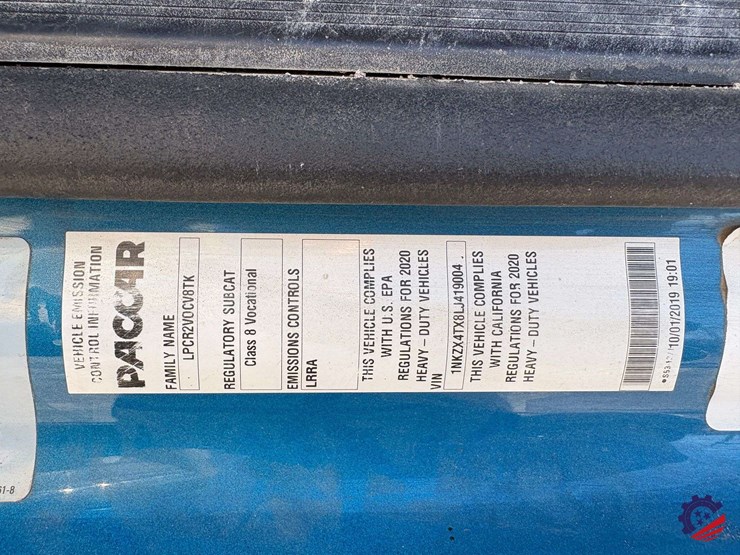 VEHICLE EMISSION
CONTROL INFORMATION
PACCAR
FAMILY NAME
LPCR2VOCV8TK
REGULATORY SUBCAT
Class 8 Vocational
EMISSIONS CONTROLS
LRRA
THIS VEHICLE COMPLIES
WITH U.S. EPA
REGULATIONS FOR 2020
HEAVY – DUTY VEHICLES
VIN
1NKZX4TX8LJ419004
THIS VEHICLE COMPLIES
WITH CALIFORNIA
REGULATIONS FOR 2020
HEAVY – DUTY VEHICLES
10/01/2019 19:01
61-8